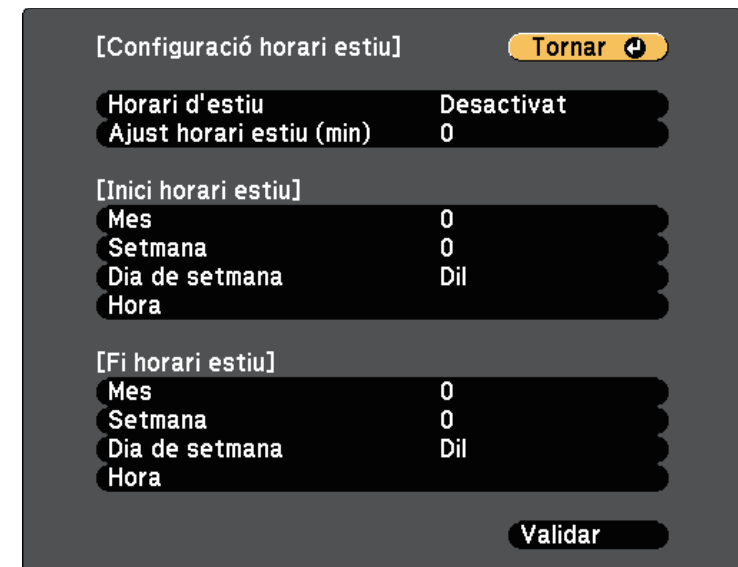 [Configuració horari estiu] Tornar
Horari d'estiu Desactivat
Ajust horari estiu (min) 0
[Inici horari estiu]
Mes 0
Setmana 0
Dia de setmana Dil
Hora
[Fi horari estiu]
Mes 0
Setmana 0
Dia de setmana Dil
Hora
Validar